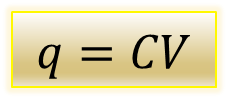 q = CV